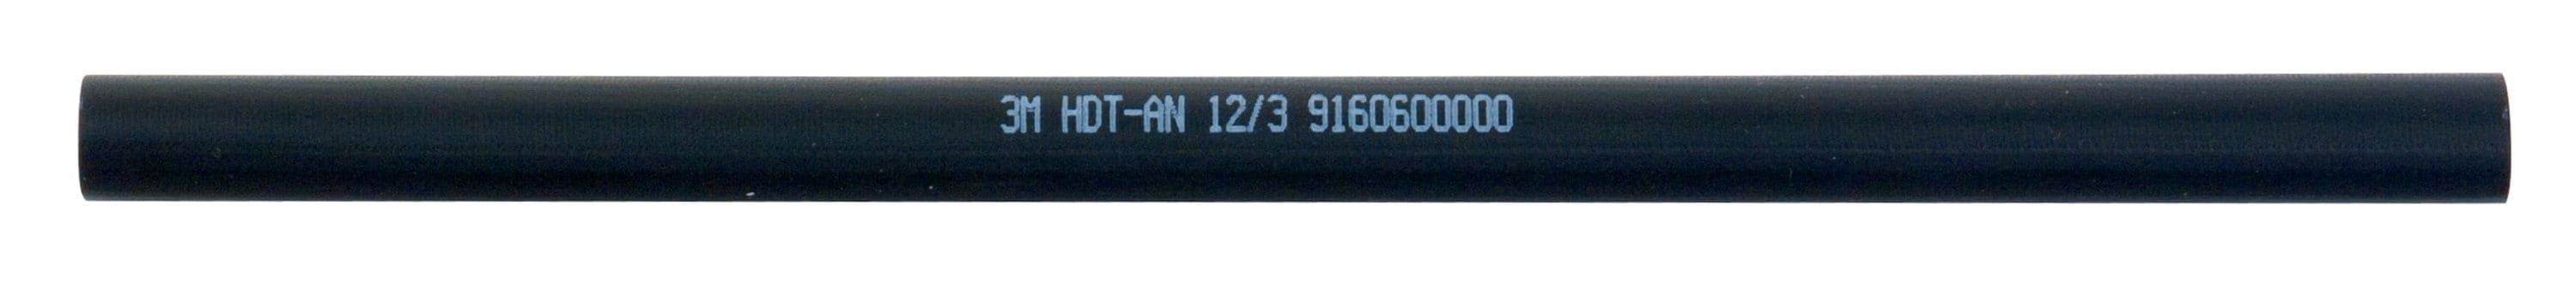 3M HDT-AN 12/3 9160600000